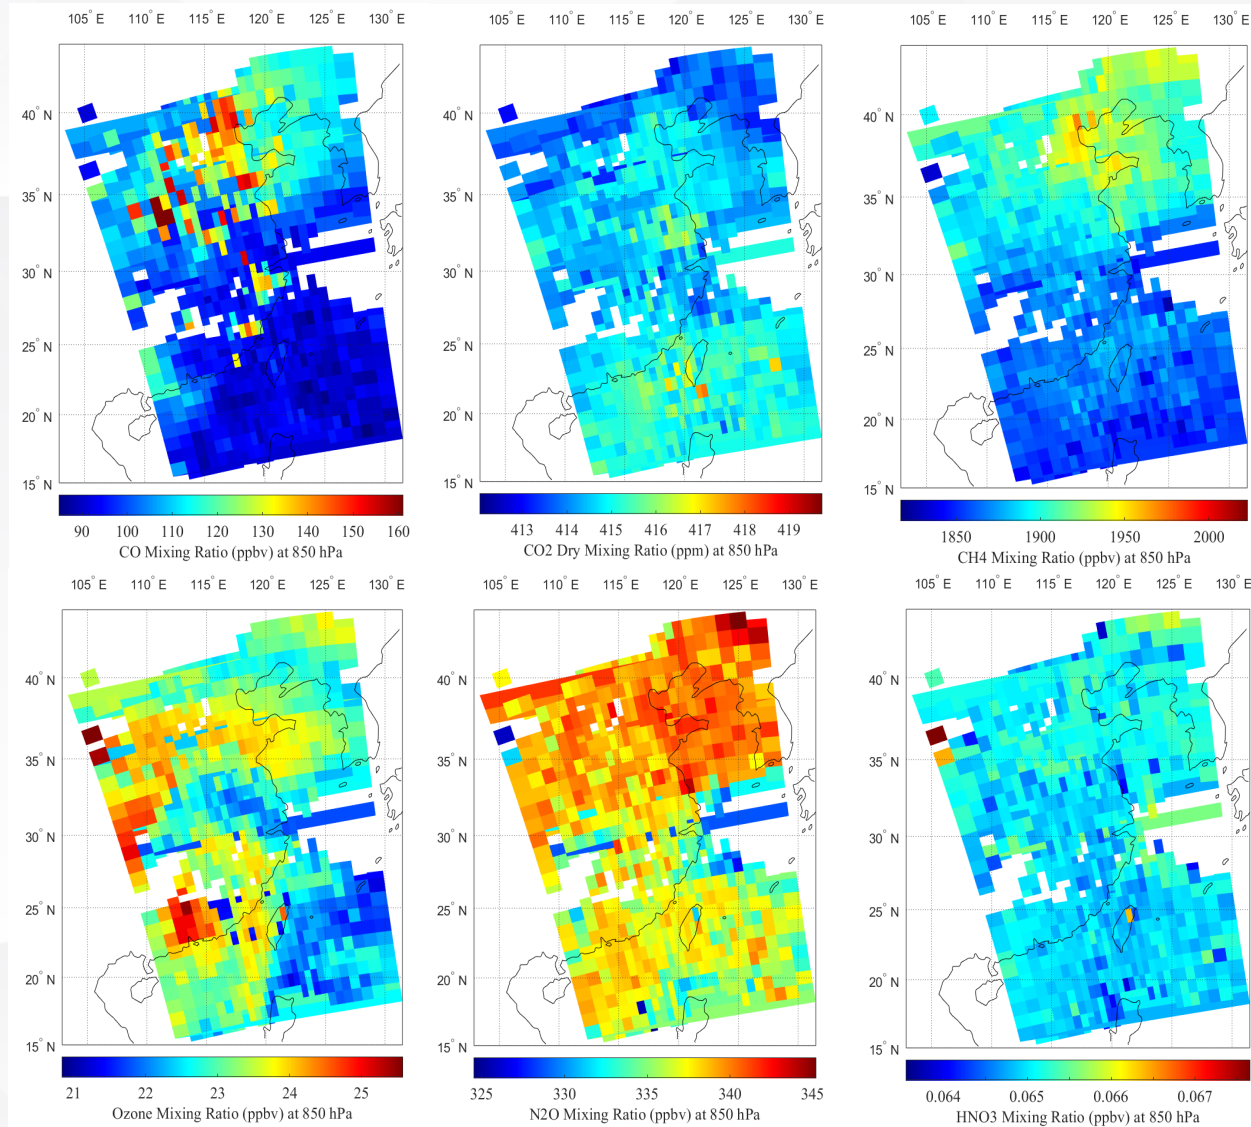 105° E 110° E 115° E 120° E 125° E 130° E
105° E 110° E 115° E 120° E 125° E 130° E
105° E 110° E 115° E 120° E 125° E 130° E
40° N
35° N
30° N
25° N
20° N
15° N
40° N
35° N
30° N
25° N
20° N
15° N
40° N
35° N
30° N
25° N
20° N
15° N
90 100 110 120 130 140 150 160
CO Mixing Ratio (ppbv) at 850 hPa
413 414 415 416 417 418 419
CO2 Dry Mixing Ratio (ppm) at 850 hPa
1850 1900 1950 2000
CH4 Mixing Ratio (ppbv) at 850 hPa
105° E 110° E 115° E 120° E 125° E 130° E
105° E 110° E 115° E 120° E 125° E 130° E
105° E 110° E 115° E 120° E 125° E 130° E
40° N
35° N
30° N
25° N
20° N
15° N
40° N
35° N
30° N
25° N
20° N
15° N
40° N
35° N
30° N
25° N
20° N
15° N
21 22 23 24 25
Ozone Mixing Ratio (ppbv) at 850 hPa
325 330 335 340 345
N2O Mixing Ratio (ppbv) at 850 hPa
0.064 0.065 0.066 0.067
HNO3 Mixing Ratio (ppbv) at 850 hPa